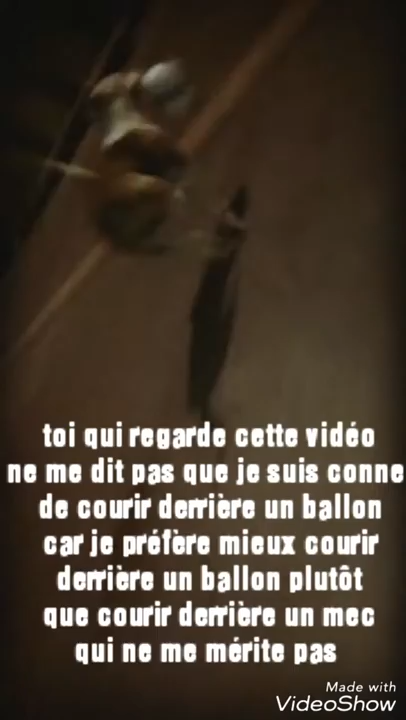 toi qui regarde cette vidéo
ne me dit pas que je suis conne
de courir derrière un ballon
car je préfère mieux courir
derrière un ballon plutôt
que courir derrière un mec
qui ne me mérite pas
Made with
VideoShow